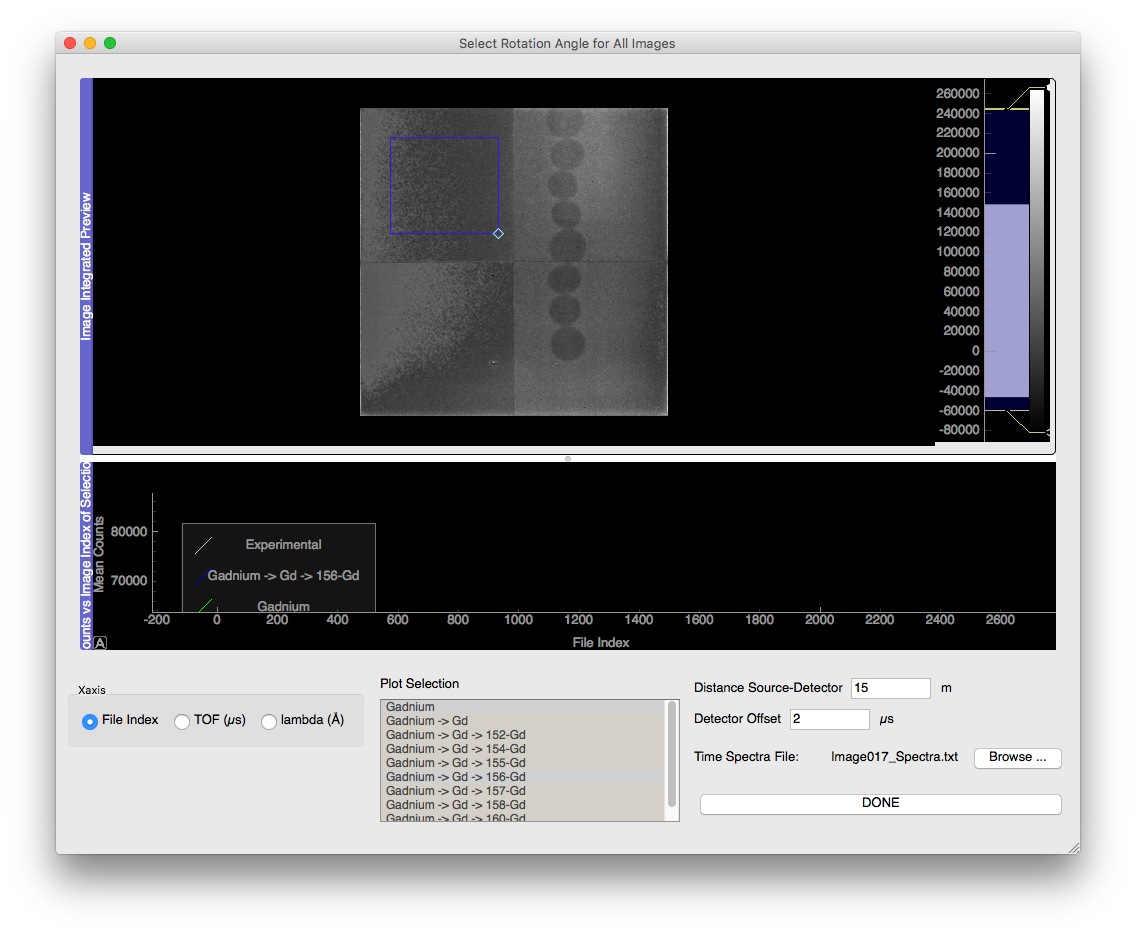 Select Rotation Angle for All Images
Image Integrated Preview
260000
240000
220000
200000
180000
160000
140000
120000
100000
80000
60000
40000
20000
0
-20000
-40000
-60000
-80000
ounts vs Image Index of Selectio
Mean Counts
80000
70000
Experimental
Gadnium -> Gd -> 156-Gd
Gadnium
-200 0 200 400 600 800 1000 1200 1400 1600 1800 2000 2200 2400 2600
File Index
A
Xaxis
File Index TOF (µs) lambda (Å)
Plot Selection
Gadnium
Gadnium -> Gd
Gadnium -> Gd -> 152-Gd
Gadnium -> Gd -> 154-Gd
Gadnium -> Gd -> 155-Gd
Gadnium -> Gd -> 156-Gd
Gadnium -> Gd -> 157-Gd
Gadnium -> Gd -> 158-Gd
Gadnium -> Gd -> 160-Gd
Distance Source-Detector 15 m
Detector Offset 2 µs
Time Spectra File: Image017_Spectra.txt Browse ...
DONE